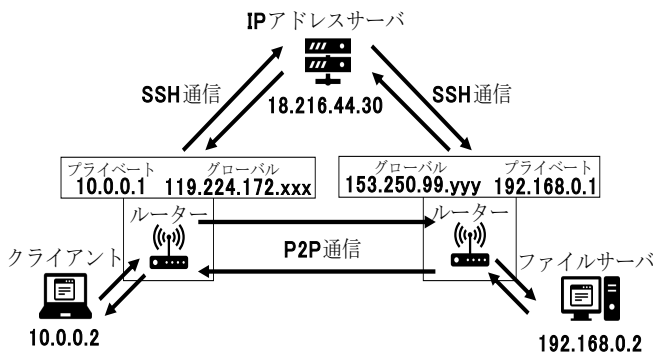 IPアドレスサーバ
18.216.44.30
SSH通信
SSH通信
プライベート
10.0.0.1
グローバル
119.224.172.xxx
グローバル
153.250.99.yyy
プライベート
192.168.0.1
ルーター
ルーター
P2P通信
クライアント
10.0.0.2
ファイルサーバ
192.168.0.2